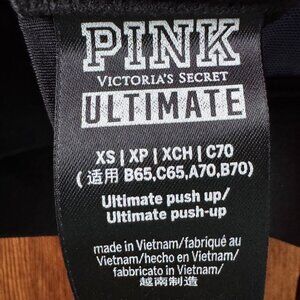 PINK
VICTORIA'S SECRET
ULTIMATE
XS | XP | XCH | C70
( 适用 B65,C65,A70,B70)
Ultimate push up/
Ultimate push-up
made in Vietnam/fabriqué au
Vietnam/hecho en Vietnam/
fabbricato in Vietnam/
越南制造